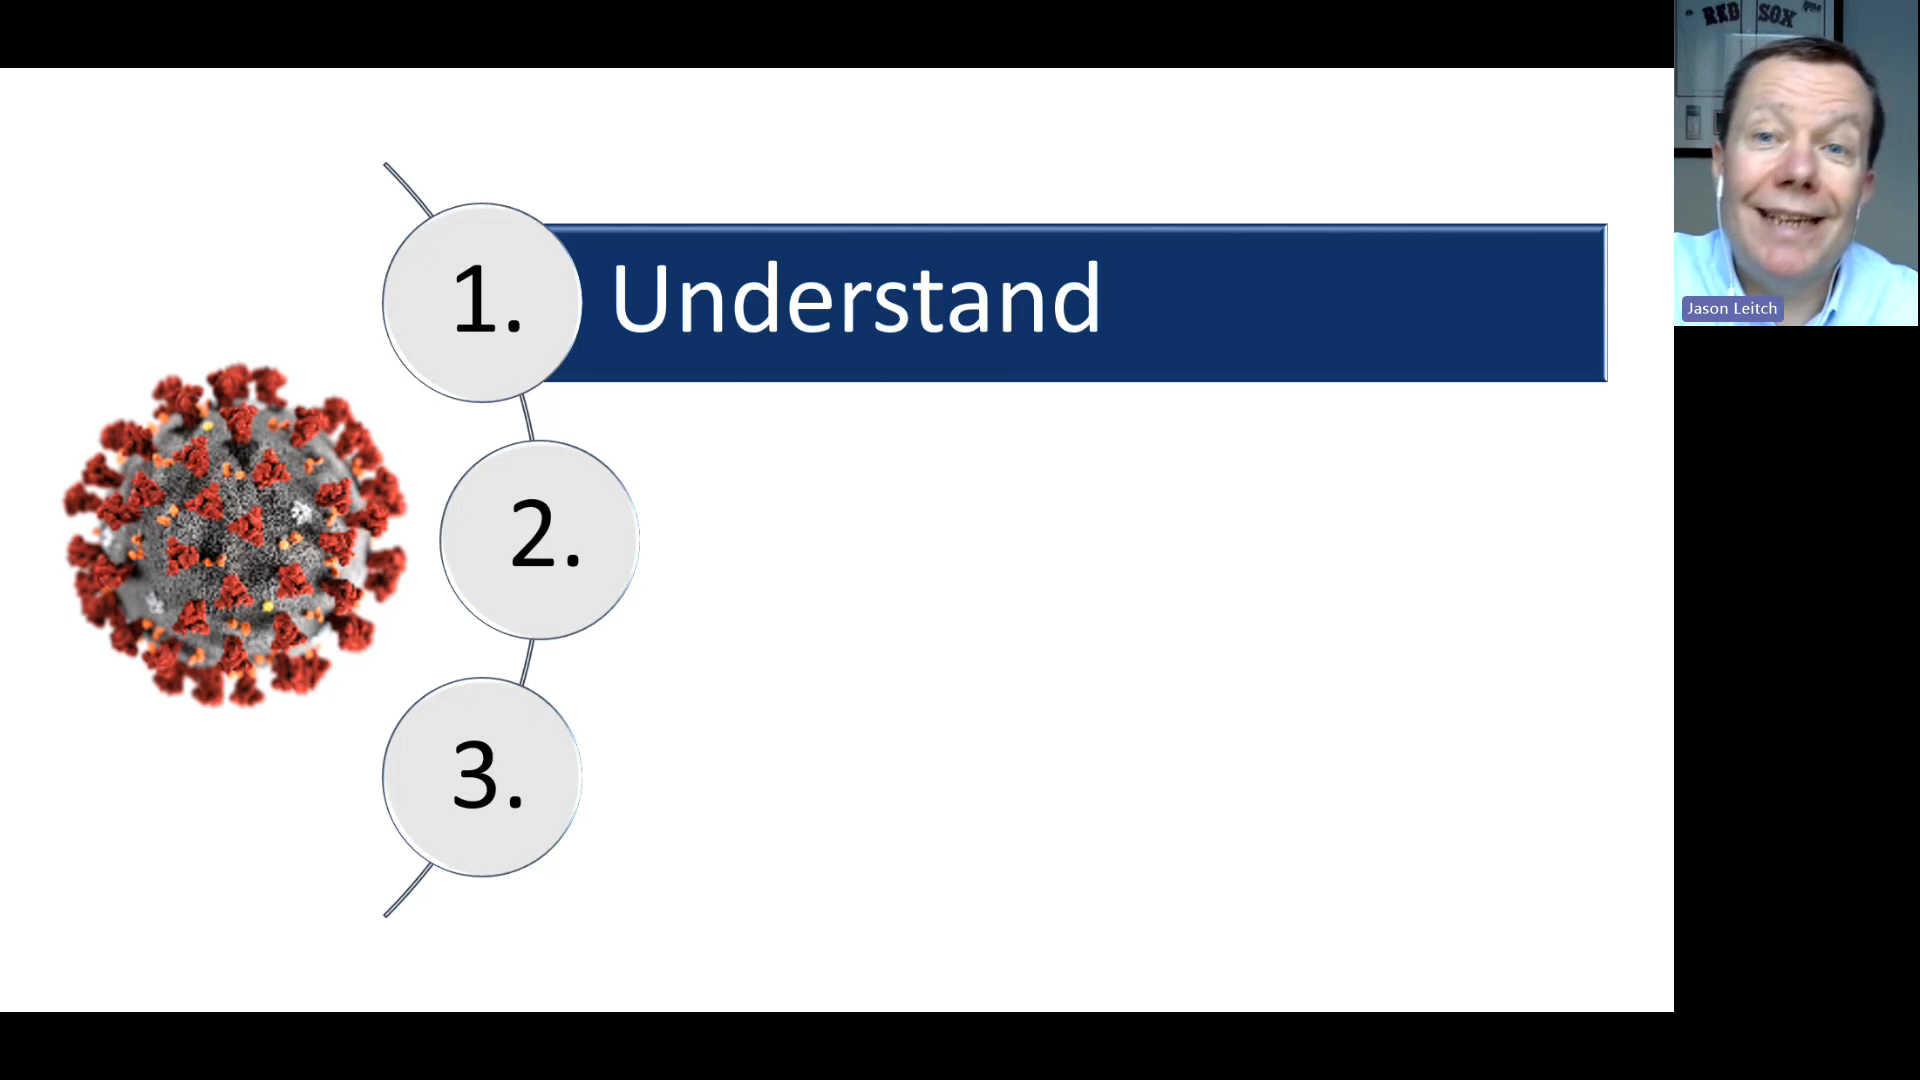 RED SOX
1. Understand
2.
3.
Jason Leitch